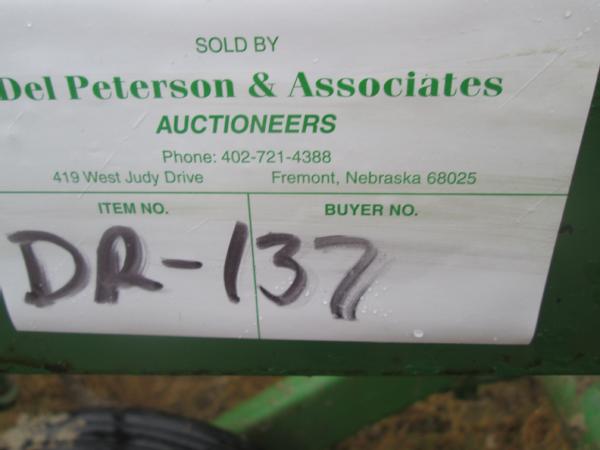 SOLD BY
Del Peterson & Associates
AUCTIONEERS
Phone: 402-721-4388
419 West Judy Drive Fremont, Nebraska 68025
ITEM NO. BUYER NO.
DR-137